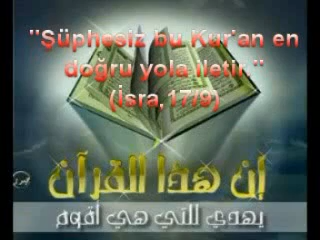 "Şüphesiz bu Kur'an en
doğru yola iletir."
(İsra,17/9)
إن هذا القرآن
يهدي للتي هي أقوم